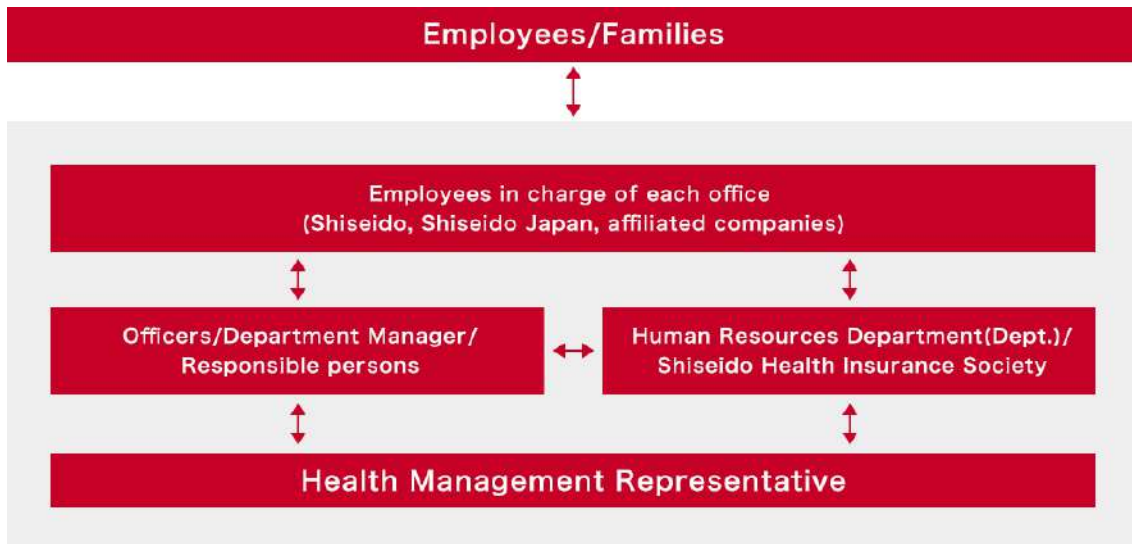 Employees/Families
Employees in charge of each office
(Shiseido, Shiseido Japan, affiliated companies)
Officers/Department Manager/
Responsible persons
Human Resources Department(Dept.)/
Shiseido Health Insurance Society
Health Management Representative